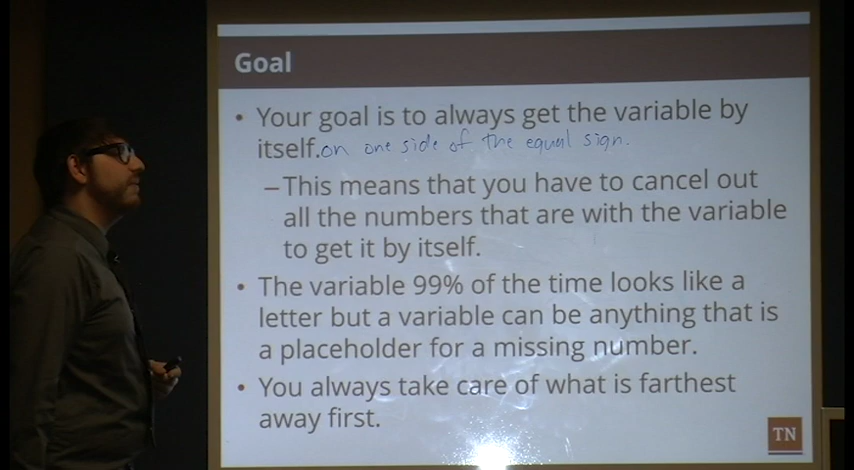 Goal
• Your goal is to always get the variable by
itself. on one side of the equal sign.
– This means that you have to cancel out
all the numbers that are with the variable
to get it by itself.
• The variable 99% of the time looks like a
letter but a variable can be anything that is
a placeholder for a missing number.
• You always take care of what is farthest
away first.
TN